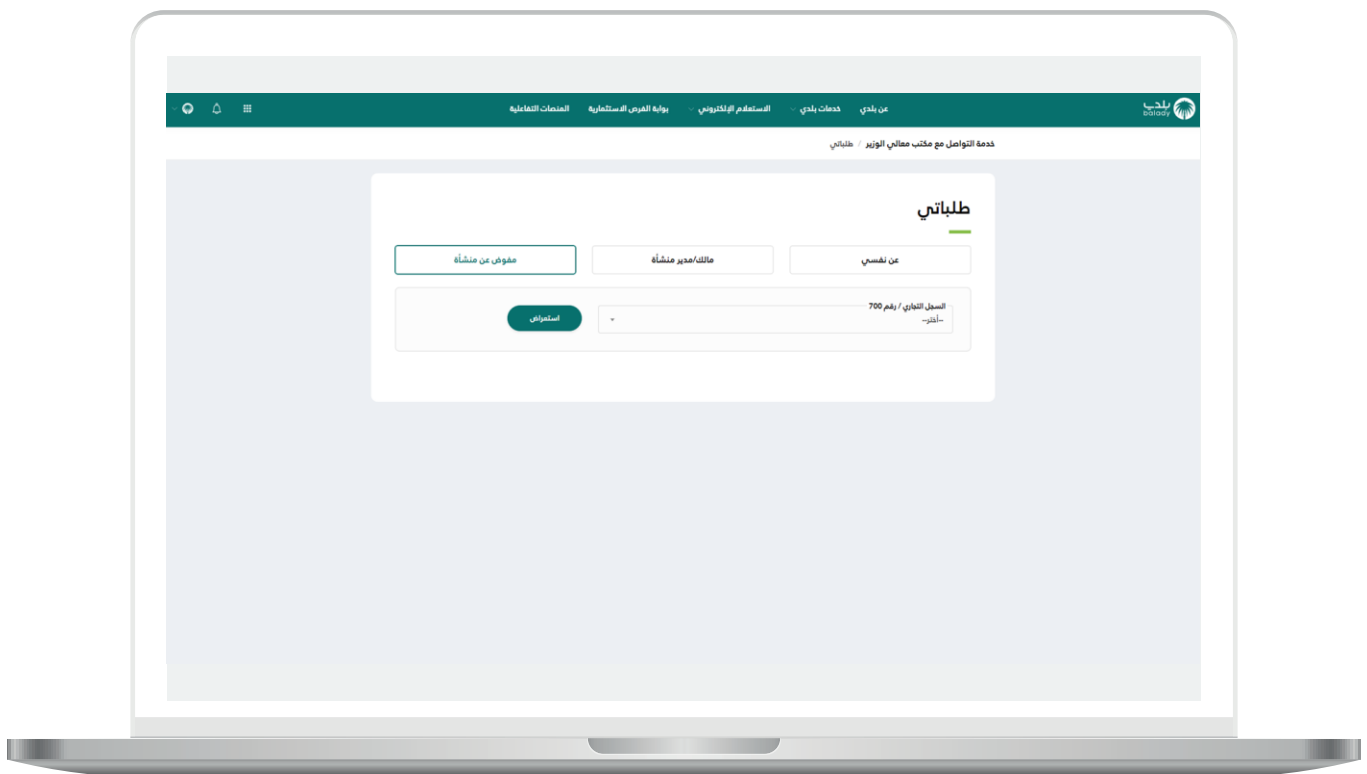 بلدي
balady
عن بلدي خدمات بلدي الاستعلام الإلكتروني بوابة الفرص الاستثمارية المنصات التفاعلية
خدمة التواصل مع مكتب معالي الوزير / طلباتي
طلباتي
عن نفسي مالك/مدير منشأة مفوض عن منشأة
السجل التجاري / رقم 700
--أختر--
استعراض